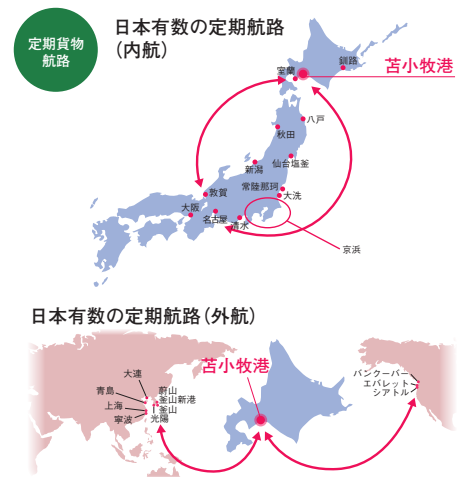 定期貨物
航路
日本有数の定期航路
(内航)
室蘭
釧路
苫小牧港
八戸
秋田
仙台塩釜
新潟
常陸那珂
大洗
敦賀
大阪
名古屋
清水
京浜
日本有数の定期航路(外航)
苫小牧港
大連
青島
蔚山
釜山新港
上海
釜山
寧波
光陽
バンクーバー
エバレット
シアトル